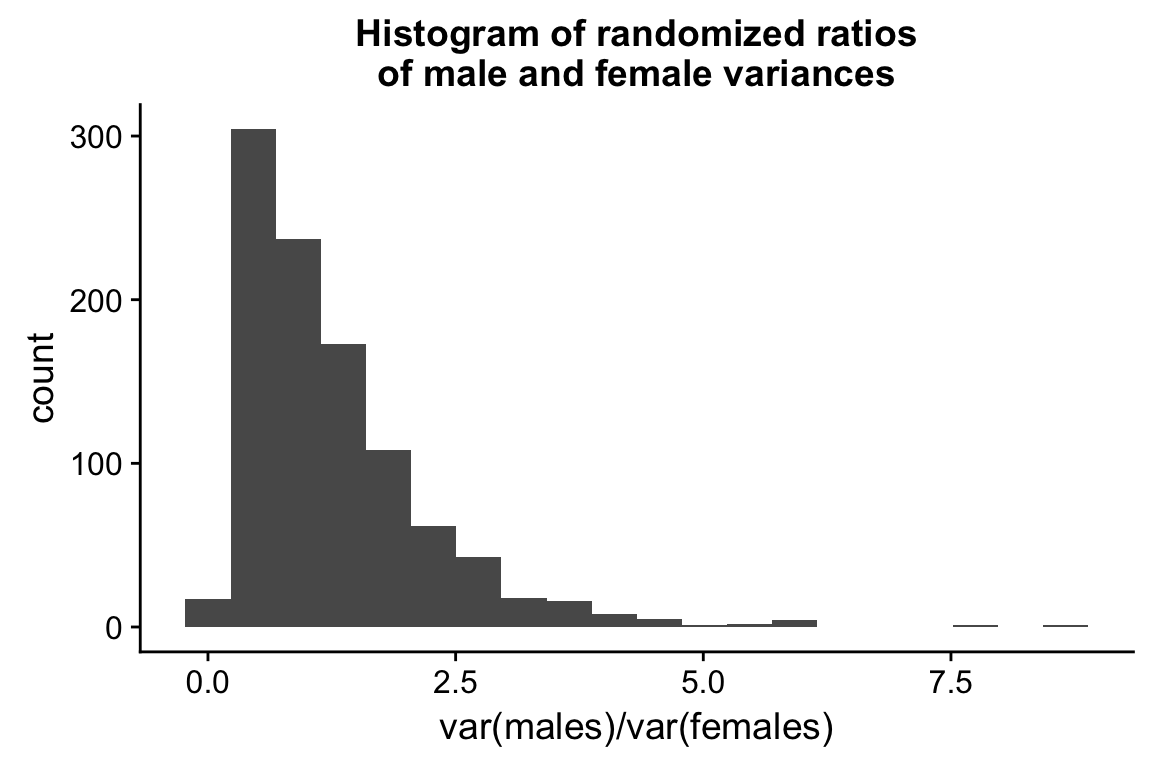 Histogram of randomized ratios
of male and female variances
300
200
100
0
count
0.0 2.5 5.0 7.5
var(males)/var(females)